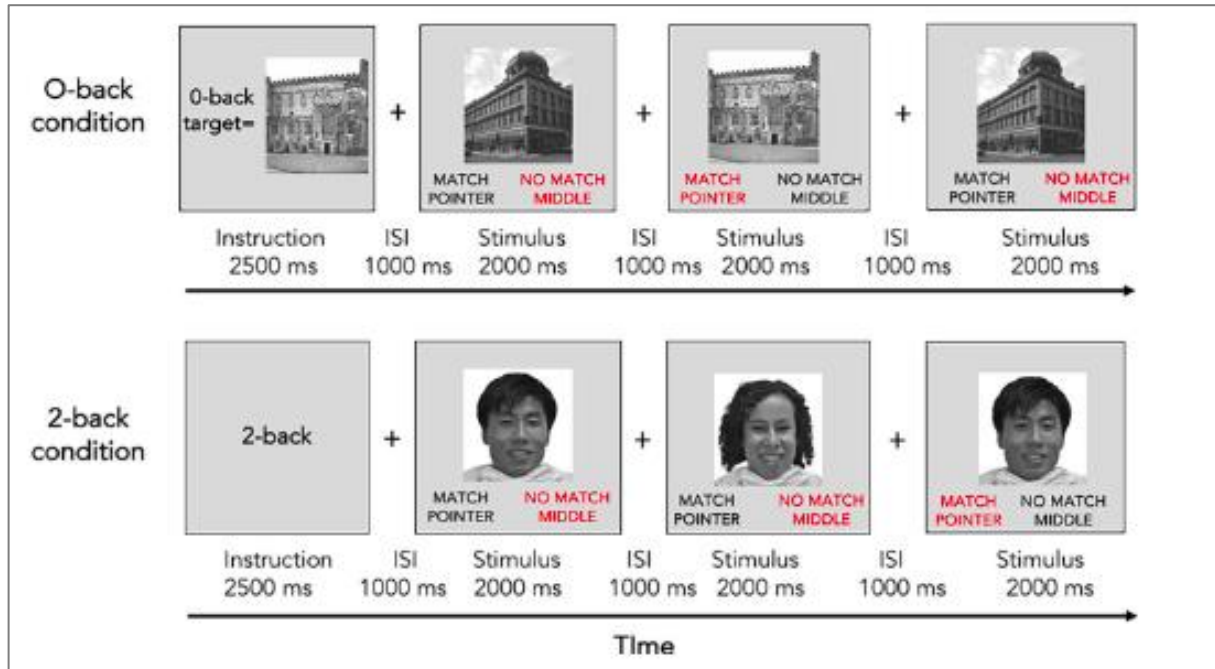 O-back
condition
0-back
target=
+
MATCH
POINTER
NO MATCH
MIDDLE
+
MATCH
POINTER
NO MATCH
MIDDLE
+
MATCH
POINTER
NO MATCH
MIDDLE
Instruction
2500 ms
ISI
1000 ms
Stimulus
2000 ms
ISI
1000 ms
Stimulus
2000 ms
ISI
1000 ms
Stimulus
2000 ms
2-back
condition
2-back
+
MATCH
POINTER
NO MATCH
MIDDLE
+
MATCH
POINTER
NO MATCH
MIDDLE
+
MATCH
POINTER
NO MATCH
MIDDLE
Instruction
2500 ms
ISI
1000 ms
Stimulus
2000 ms
ISI
1000 ms
Stimulus
2000 ms
ISI
1000 ms
Stimulus
2000 ms
TIme